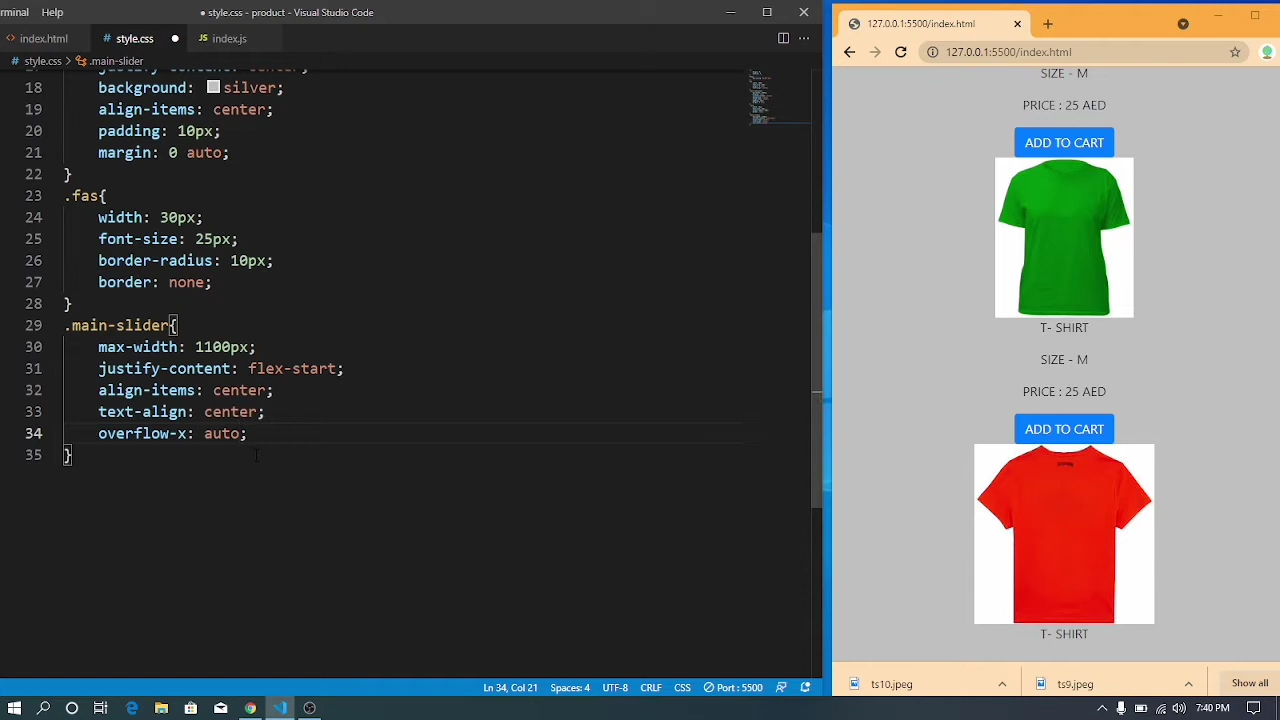 minal Help
● style.css - product - Visual Studio Code
<> index.html
# style.css ●
JS index.js
# style.css > .main-slider
18 background: silver;
19 align-items: center;
20 padding: 10px;
21 margin: 0 auto;
22 }
23 .fas{
24 width: 30px;
25 font-size: 25px;
26 border-radius: 10px;
27 border: none;
28 }
29 .main-slider{
30 max-width: 1100px;
31 justify-content: flex-start;
32 align-items: center;
33 text-align: center;
34 overflow-x: auto;
35 }
Ln 34, Col 21 Spaces: 4 UTF-8 CRLF CSS Port : 5500
127.0.0.1:5500/index.html
127.0.0.1:5500/index.html
SIZE - M
PRICE : 25 AED
ADD TO CART
T- SHIRT
SIZE - M
PRICE : 25 AED
ADD TO CART
T- SHIRT
ts10.jpeg
ts9.jpeg
Show all
7:40 PM